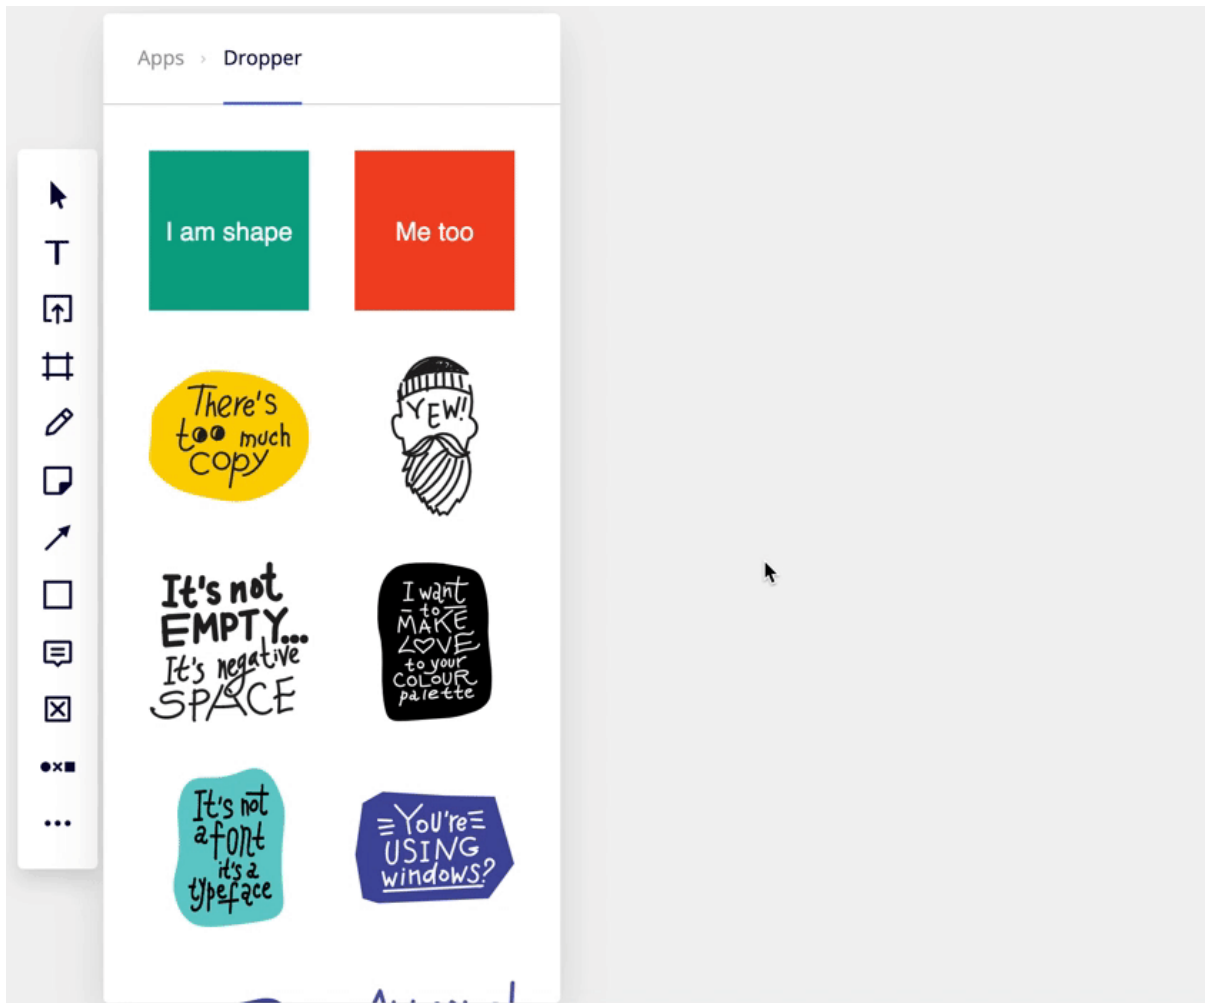 Apps › Dropper
I am shape
Me too
There's
too much
copy
YEW!
It's not
EMPTY...
It's negative
SPACE
I want
to
MAKE
LOVE
to your
COLOUR
palette
It's not
a font
it's a
typeface
You're
USING
windows?